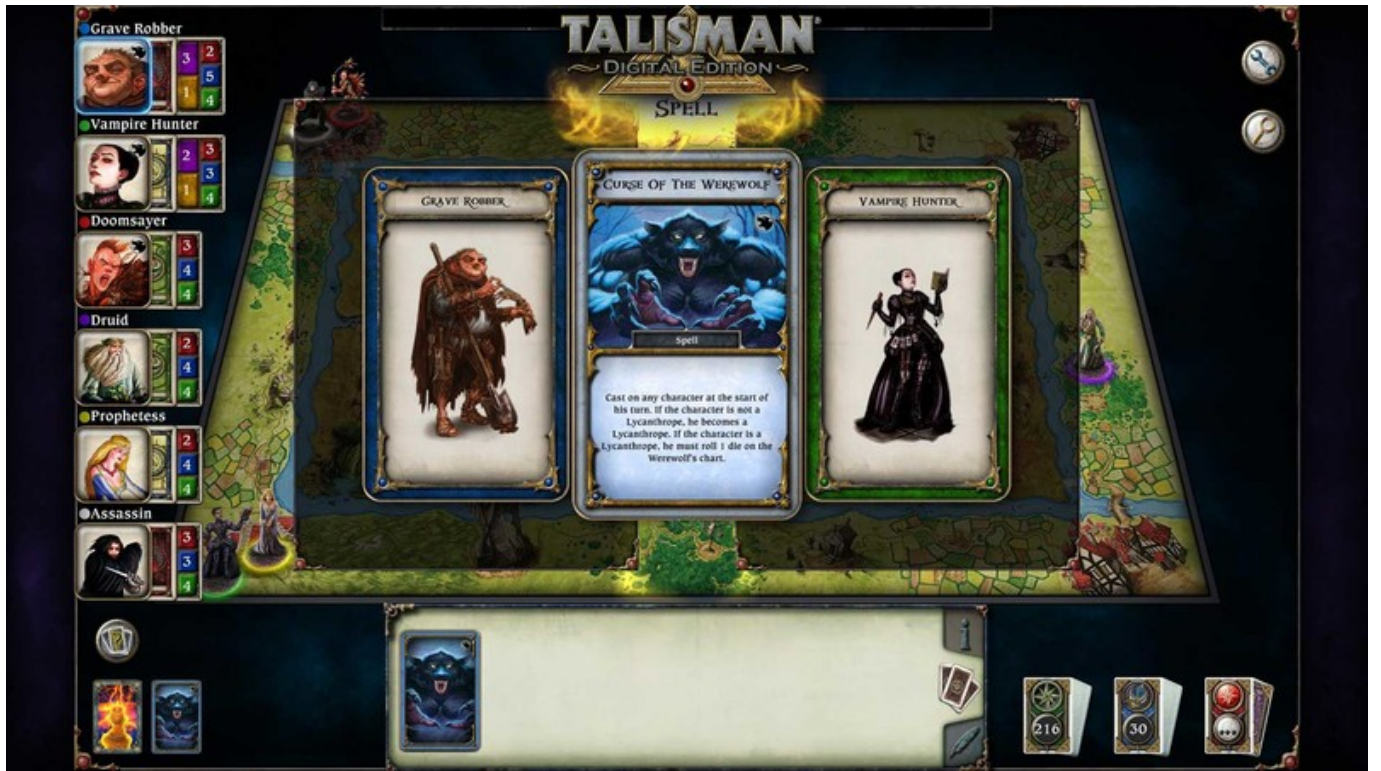 Grave Robber
3
2
5
1
4
Vampire Hunter
2
3
3
1
4
Doomsayer
3
4
4
Druid
2
4
4
Prophetess
2
4
4
Assassin
3
3
4
TALISMAN
DIGITAL EDITION
SPELL
GRAVE ROBBER
CURSE OF THE WEREWOLF
Spell
Cast on any character at the start of
his turn. If the character is not a
Lycanthrope, he becomes a
Lycanthrope. If the character is a
Lycanthrope, he must roll 1 die on the
Werewolf's chart.
VAMPIRE HUNTER
i
216
30